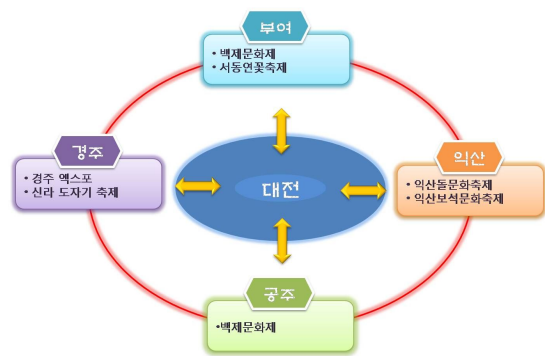 부여
• 백제문화제
• 서동연꽃축제
경주
• 경주 엑스포
• 신라 도자기 축제
대전
익산
• 익산돌문화축제
• 익산보석문화축제
공주
• 백제문화제